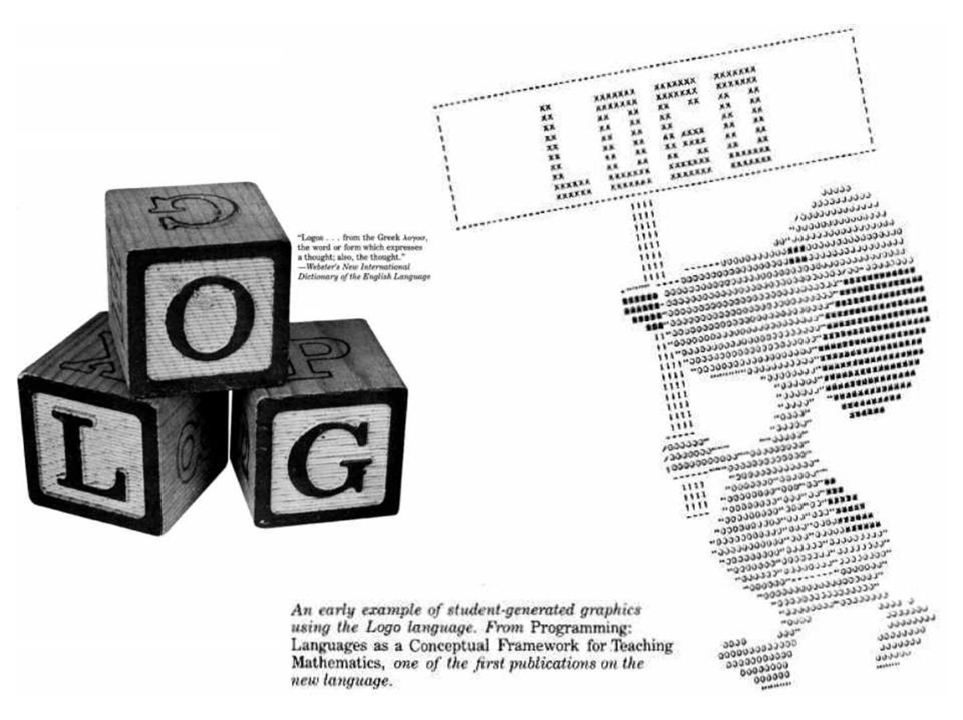 LOGO
G
O
"Logos . . . from the Greek λογοσ,
the word or form which expresses
a thought; also, the thought."
—Webster's New International
Dictionary of the English Language
P
L
G
An early example of student-generated graphics
using the Logo language. From Programming:
Languages as a Conceptual Framework for Teaching
Mathematics, one of the first publications on the
new language.